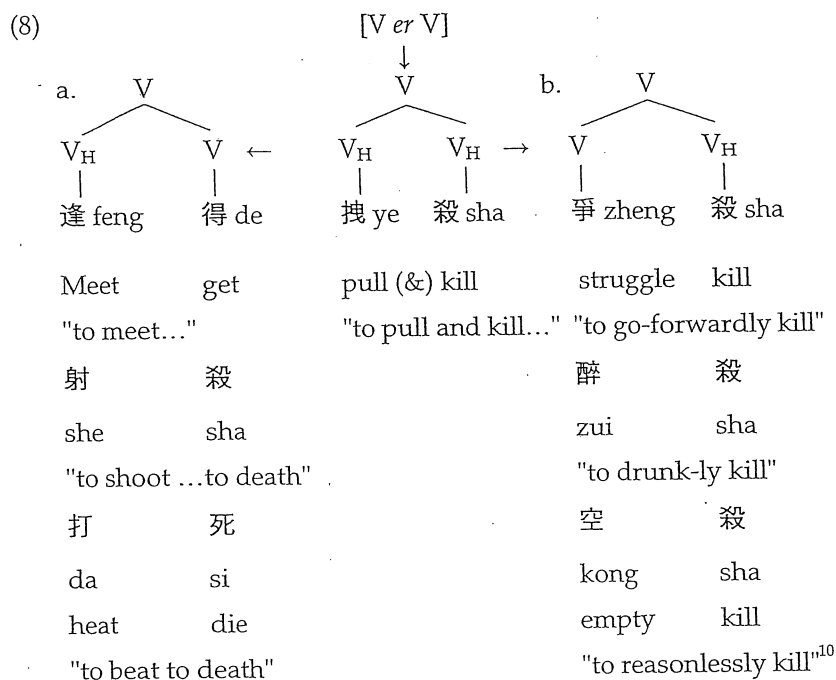 (8) [V er V]
↓
a. V V b. V
V_H V ← V_H V_H → V V_H
逢 feng 得 de 拽 ye 殺 sha 爭 zheng 殺 sha
Meet get pull (&) kill struggle kill
"to meet…" "to pull and kill…" "to go-forwardly kill"
射 殺 醉 殺
she sha zui sha
"to shoot …to death" "to drunk-ly kill"
打 死 空 殺
da si kong sha
heat die empty kill
"to beat to death" "to reasonlessly kill"10